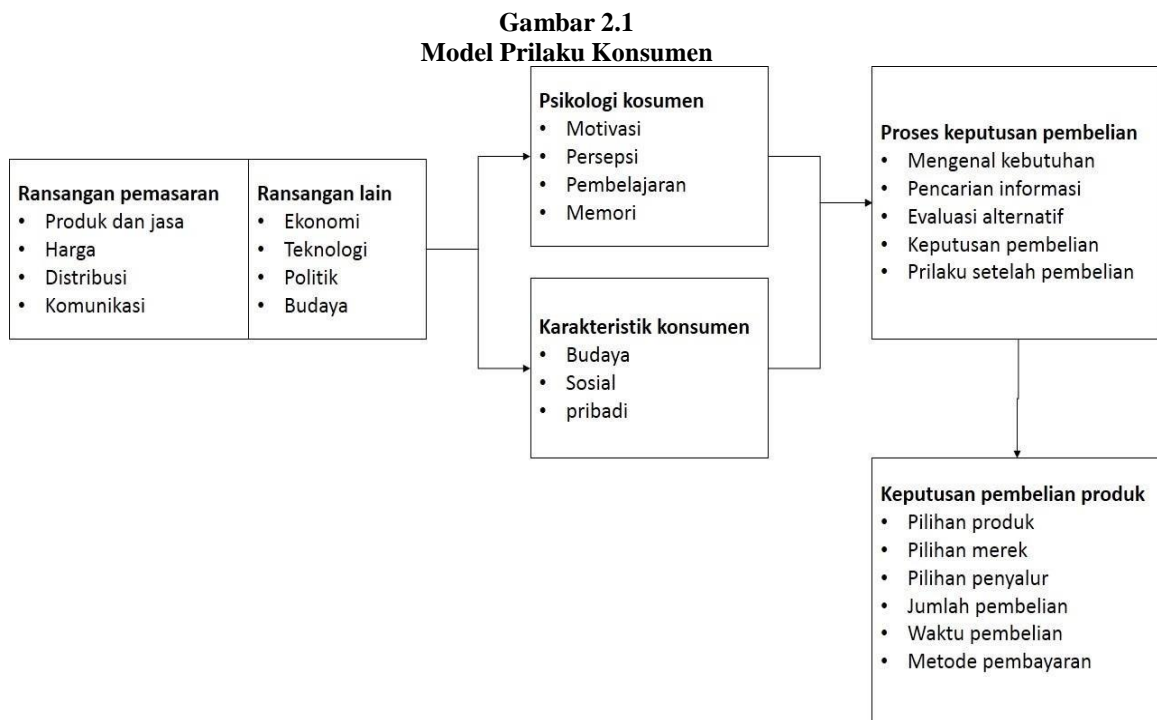 Gambar 2.1
Model Prilaku Konsumen
Ransangan pemasaran
• Produk dan jasa
• Harga
• Distribusi
• Komunikasi
Ransangan lain
• Ekonomi
• Teknologi
• Politik
• Budaya
Psikologi kosumen
• Motivasi
• Persepsi
• Pembelajaran
• Memori
Karakteristik konsumen
• Budaya
• Sosial
• pribadi
Proses keputusan pembelian
• Mengenal kebutuhan
• Pencarian informasi
• Evaluasi alternatif
• Keputusan pembelian
• Prilaku setelah pembelian
Keputusan pembelian produk
• Pilihan produk
• Pilihan merek
• Pilihan penyalur
• Jumlah pembelian
• Waktu pembelian
• Metode pembayaran